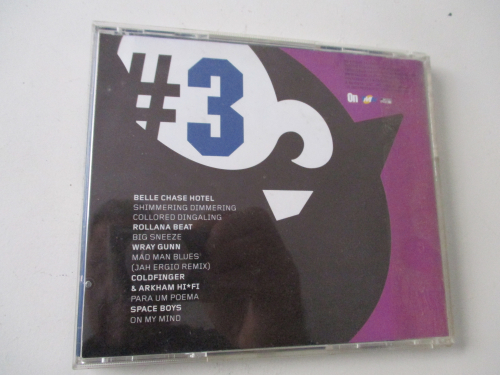 #3
On
BELLE CHASE HOTEL
SHIMMERING DIMMERING
COLLORED DINGALING
ROLLANA BEAT
BIG SNEEZE
WRAY GUNN
MAD MAN BLUES
(JAH ERGIO REMIX)
COLDFINGER
& ARKHAM HI*FI
PARA UM POEMA
SPACE BOYS
ON MY MIND